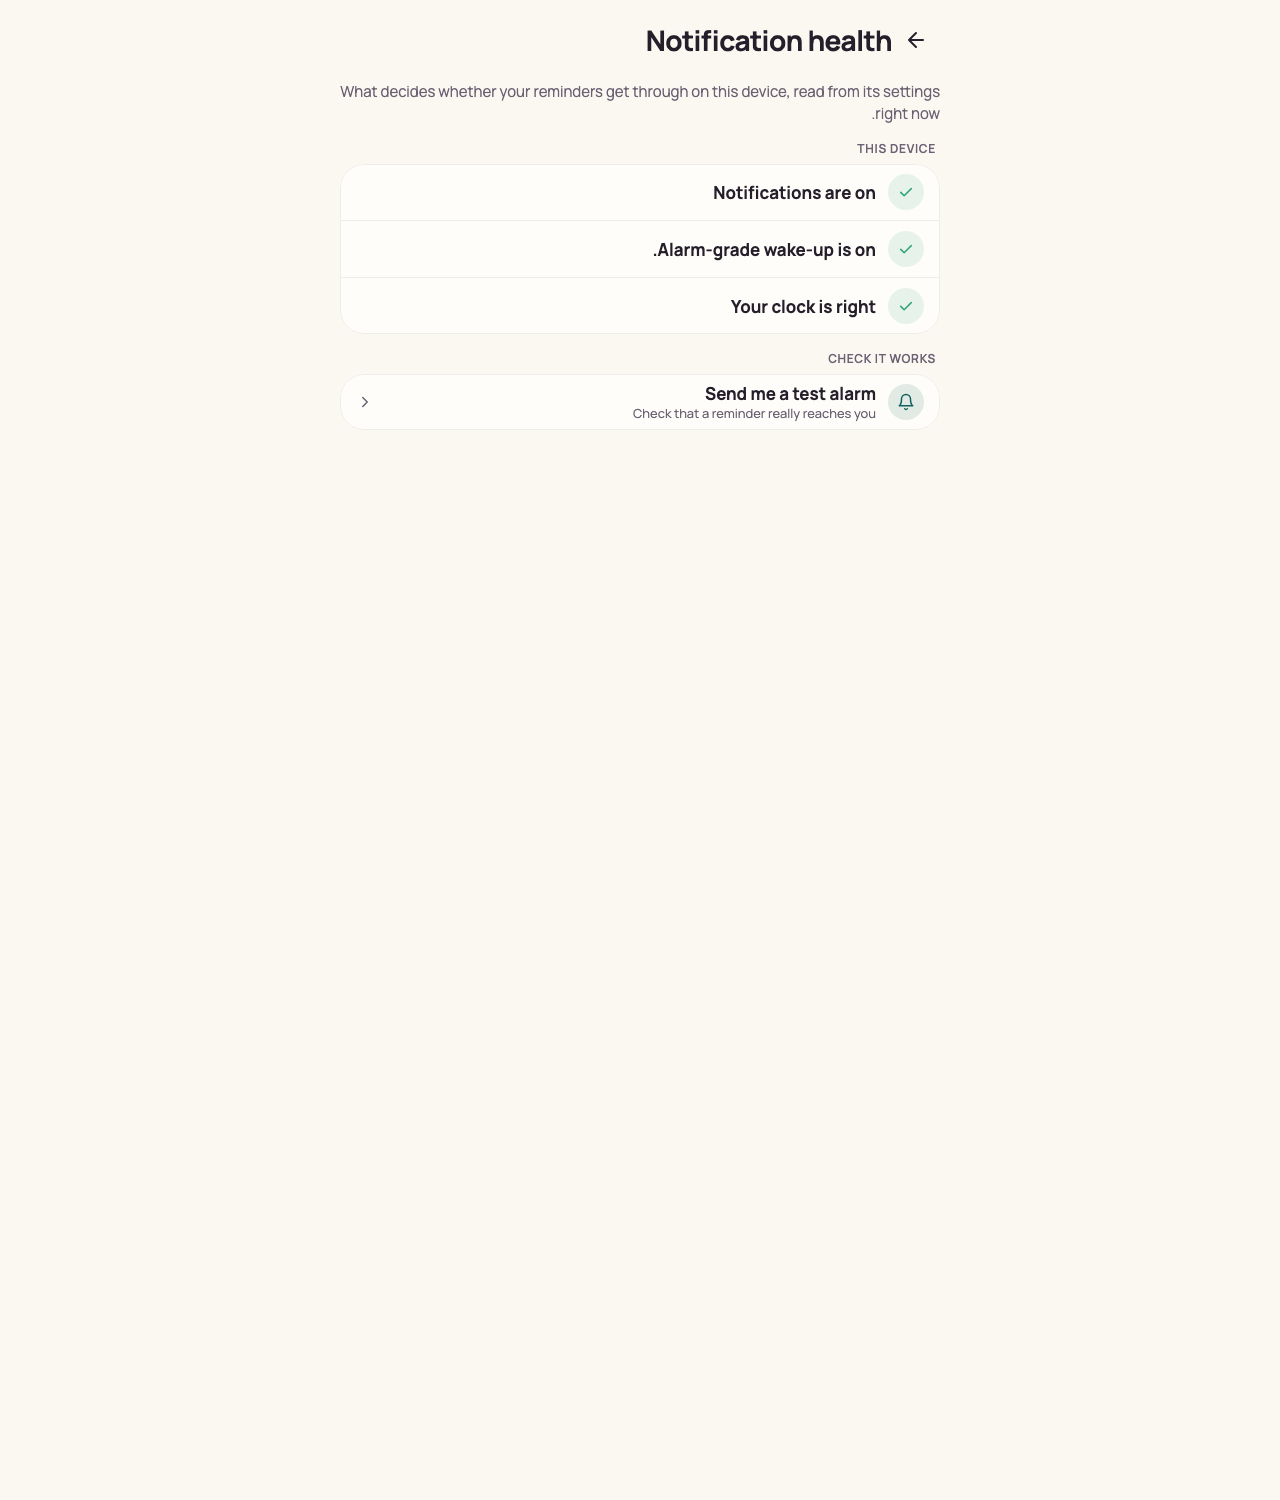 Notification health
What decides whether your reminders get through on this device, read from its settings
.right now
THIS DEVICE
Notifications are on
.Alarm-grade wake-up is on
Your clock is right
CHECK IT WORKS
Send me a test alarm
Check that a reminder really reaches you